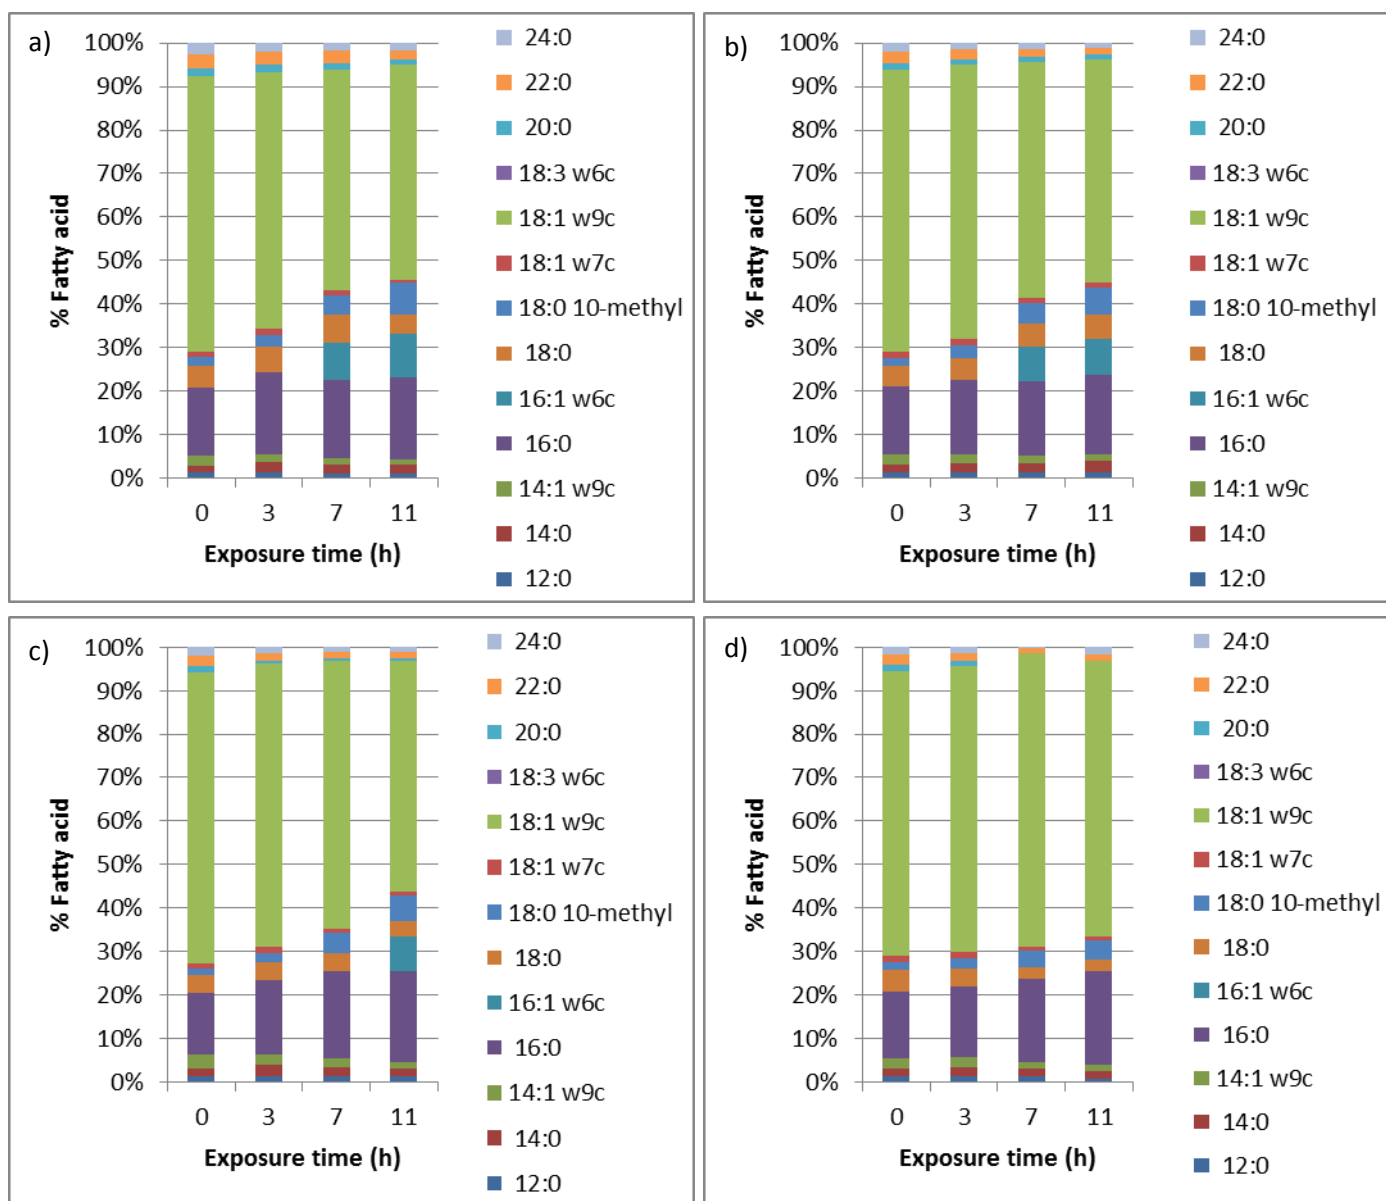 a)
% Fatty acid
100%
90%
80%
70%
60%
50%
40%
30%
20%
10%
0%
0 3 7 11
Exposure time (h)
24:0
22:0
20:0
18:3 w6c
18:1 w9c
18:1 w7c
18:0 10-methyl
18:0
16:1 w6c
16:0
14:1 w9c
14:0
12:0
b)
% Fatty acid
100%
90%
80%
70%
60%
50%
40%
30%
20%
10%
0%
0 3 7 11
Exposure time (h)
24:0
22:0
20:0
18:3 w6c
18:1 w9c
18:1 w7c
18:0 10-methyl
18:0
16:1 w6c
16:0
14:1 w9c
14:0
12:0
c)
% Fatty acid
100%
90%
80%
70%
60%
50%
40%
30%
20%
10%
0%
0 3 7 11
Exposure time (h)
24:0
22:0
20:0
18:3 w6c
18:1 w9c
18:1 w7c
18:0 10-methyl
18:0
16:1 w6c
16:0
14:1 w9c
14:0
12:0
d)
% Fatty acid
100%
90%
80%
70%
60%
50%
40%
30%
20%
10%
0%
0 3 7 11
Exposure time (h)
24:0
22:0
20:0
18:3 w6c
18:1 w9c
18:1 w7c
18:0 10-methyl
18:0
16:1 w6c
16:0
14:1 w9c
14:0
12:0